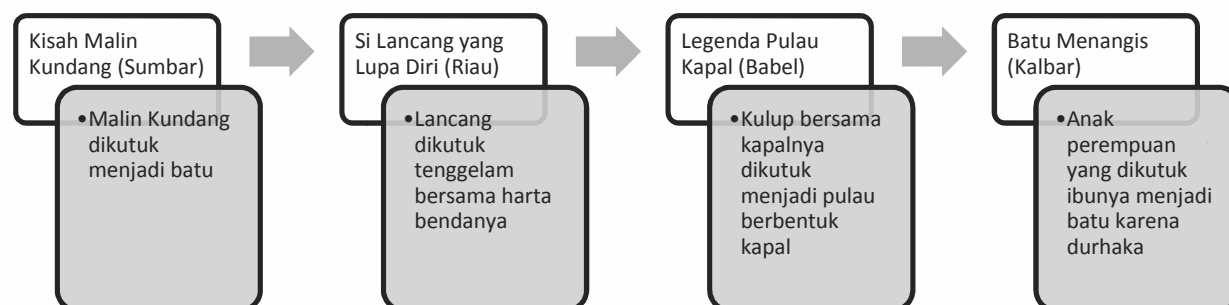 Kisah Malin
Kundang (Sumbar)
•Malin Kundang
dikutuk
menjadi batu
Si Lancang yang
Lupa Diri (Riau)
•Lancang
dikutuk
tenggelam
bersama harta
bendanya
Legenda Pulau
Kapal (Babel)
•Kulup bersama
kapalnya
dikutuk
menjadi pulau
berbentuk
kapal
Batu Menangis
(Kalbar)
•Anak
perempuan
yang dikutuk
ibunya menjadi
batu karena
durhaka